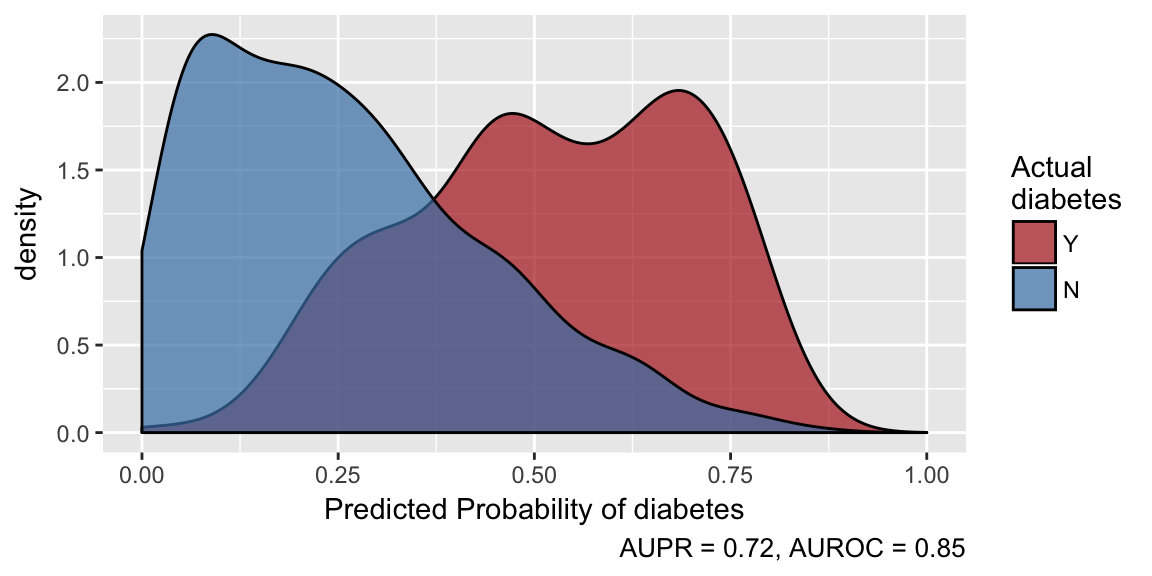 2.0
1.5
1.0
0.5
0.0
density
0.00 0.25 0.50 0.75 1.00
Predicted Probability of diabetes
AUPR = 0.72, AUROC = 0.85
Actual
diabetes
Y
N